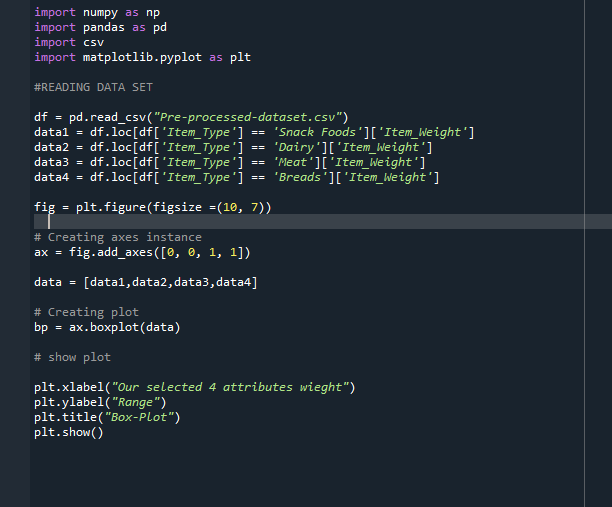 import numpy as np
import pandas as pd
import csv
import matplotlib.pyplot as plt
#READING DATA SET
df = pd.read_csv("Pre-processed-dataset.csv")
data1 = df.loc[df['Item_Type'] == 'Snack Foods']['Item_Weight']
data2 = df.loc[df['Item_Type'] == 'Dairy']['Item_Weight']
data3 = df.loc[df['Item_Type'] == 'Meat']['Item_Weight']
data4 = df.loc[df['Item_Type'] == 'Breads']['Item_Weight']
fig = plt.figure(figsize =(10, 7))
# Creating axes instance
ax = fig.add_axes([0, 0, 1, 1])
data = [data1,data2,data3,data4]
# Creating plot
bp = ax.boxplot(data)
# show plot
plt.xlabel("Our selected 4 attributes wieght")
plt.ylabel("Range")
plt.title("Box-Plot")
plt.show()